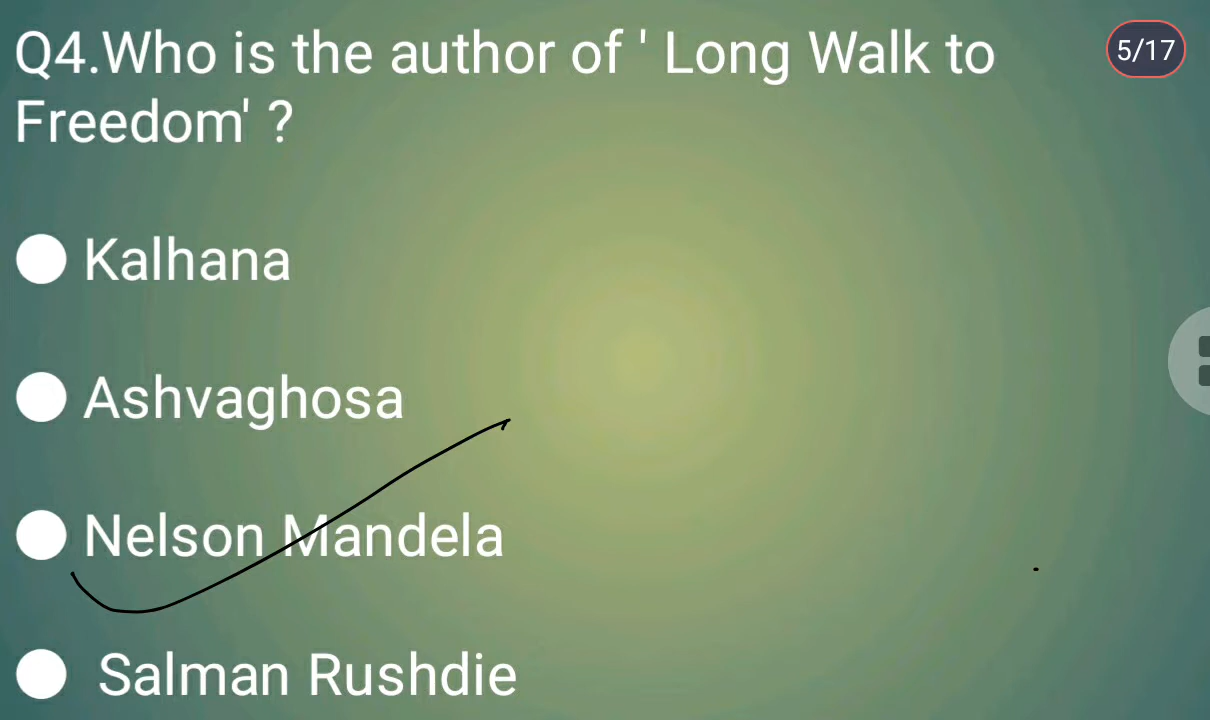 Q4.Who is the author of ' Long Walk to
Freedom' ?
5/17
Kalhana
Ashvaghosa
Nelson Mandela
Salman Rushdie